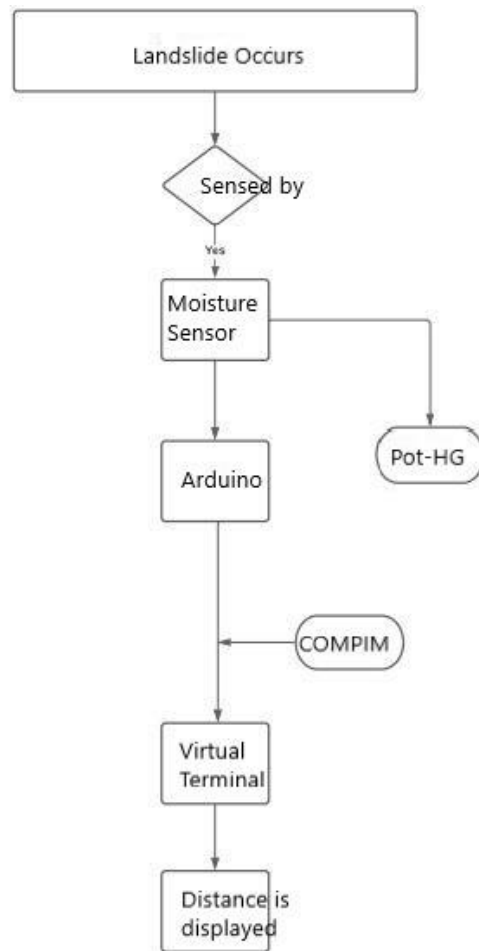 Landslide Occurs
Sensed by
Yes
Moisture
Sensor
Pot-HG
Arduino
COMPIM
Virtual
Terminal
Distance is
displayed